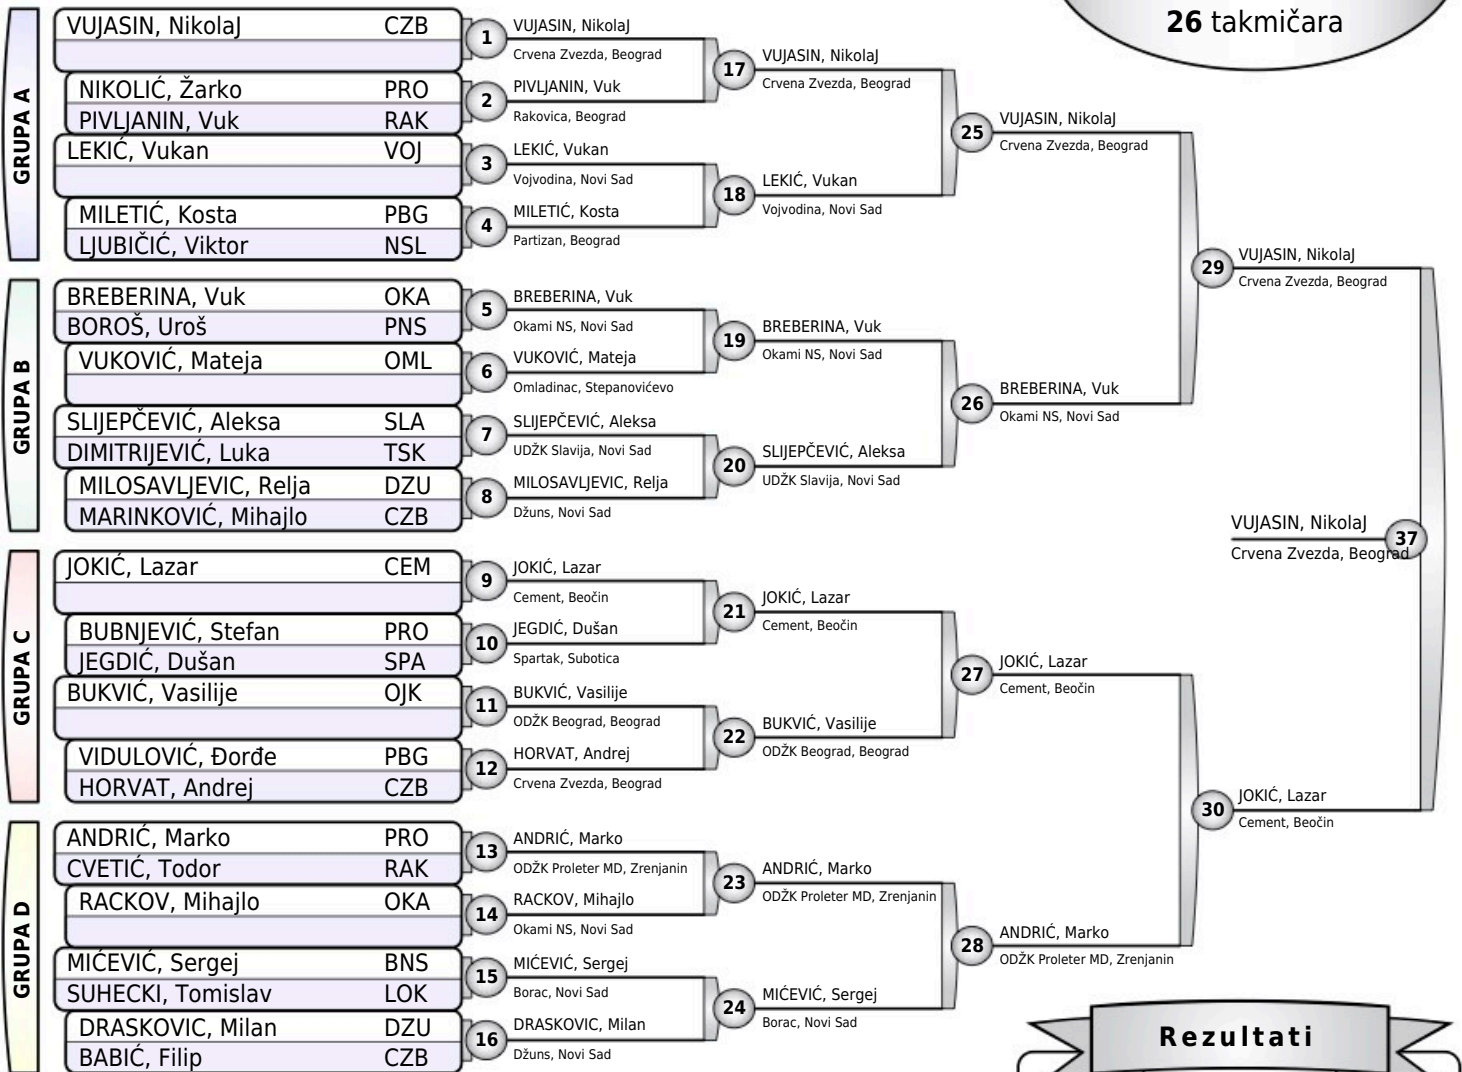 26 takmičara
GRUPA A
VUJASIN, NikolaJ CZB
NIKOLIĆ, Žarko PRO
PIVLJANIN, Vuk RAK
LEKIĆ, Vukan VOJ
MILETIĆ, Kosta PBG
LJUBIČIĆ, Viktor NSL
GRUPA B
BREBERINA, Vuk OKA
BOROŠ, Uroš PNS
VUKOVIĆ, Mateja OML
SLIJEPČEVIĆ, Aleksa SLA
DIMITRIJEVIĆ, Luka TSK
MILOSAVLJEVIC, Relja DZU
MARINKOVIĆ, Mihajlo CZB
GRUPA C
JOKIĆ, Lazar CEM
BUBNJEVIĆ, Stefan PRO
JEGDIĆ, Dušan SPA
BUKVIĆ, Vasilije OJK
VIDULOVIĆ, Đorđe PBG
HORVAT, Andrej CZB
GRUPA D
ANDRIĆ, Marko PRO
CVETIĆ, Todor RAK
RACKOV, Mihajlo OKA
MIĆEVIĆ, Sergej BNS
SUHECKI, Tomislav LOK
DRASKOVIC, Milan DZU
BABIĆ, Filip CZB
1 VUJASIN, NikolaJ
Crvena Zvezda, Beograd
2 PIVLJANIN, Vuk
Rakovica, Beograd
3 LEKIĆ, Vukan
Vojvodina, Novi Sad
4 MILETIĆ, Kosta
Partizan, Beograd
5 BREBERINA, Vuk
Okami NS, Novi Sad
6 VUKOVIĆ, Mateja
Omladinac, Stepanovićevo
7 SLIJEPČEVIĆ, Aleksa
UDŽK Slavija, Novi Sad
8 MILOSAVLJEVIC, Relja
Džuns, Novi Sad
9 JOKIĆ, Lazar
Cement, Beočin
10 JEGDIĆ, Dušan
Spartak, Subotica
11 BUKVIĆ, Vasilije
ODŽK Beograd, Beograd
12 HORVAT, Andrej
Crvena Zvezda, Beograd
13 ANDRIĆ, Marko
ODŽK Proleter MD, Zrenjanin
14 RACKOV, Mihajlo
Okami NS, Novi Sad
15 MIĆEVIĆ, Sergej
Borac, Novi Sad
16 DRASKOVIC, Milan
Džuns, Novi Sad
17 VUJASIN, NikolaJ
Crvena Zvezda, Beograd
18 LEKIĆ, Vukan
Vojvodina, Novi Sad
19 BREBERINA, Vuk
Okami NS, Novi Sad
20 SLIJEPČEVIĆ, Aleksa
UDŽK Slavija, Novi Sad
21 JOKIĆ, Lazar
Cement, Beočin
22 BUKVIĆ, Vasilije
ODŽK Beograd, Beograd
23 ANDRIĆ, Marko
ODŽK Proleter MD, Zrenjanin
24 MIĆEVIĆ, Sergej
Borac, Novi Sad
25 VUJASIN, NikolaJ
Crvena Zvezda, Beograd
26 BREBERINA, Vuk
Okami NS, Novi Sad
27 JOKIĆ, Lazar
Cement, Beočin
28 ANDRIĆ, Marko
ODŽK Proleter MD, Zrenjanin
29 VUJASIN, NikolaJ
Crvena Zvezda, Beograd
30 JOKIĆ, Lazar
Cement, Beočin
VUJASIN, NikolaJ 37
Crvena Zvezda, Beograd
Rezultati